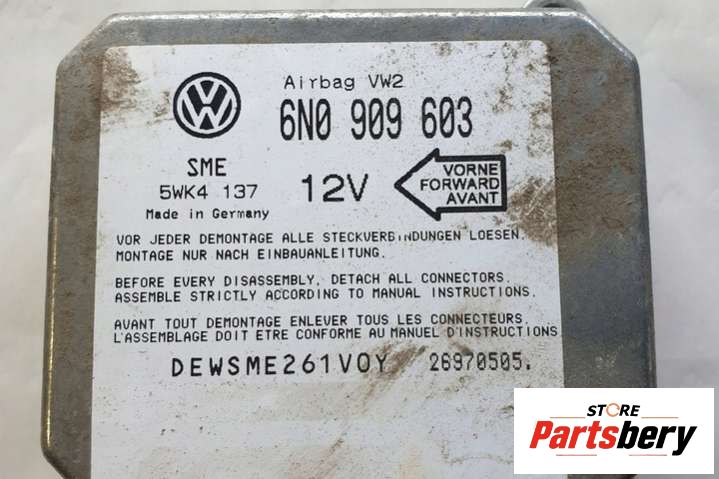 Airbag VW2
6N0 909 603
SME
5WK4 137
Made in Germany
12V
VORNE
FORWARD
AVANT
VOR JEDER DEMONTAGE ALLE STECKVERBINDUNGEN LOESEN.
MONTAGE NUR NACH EINBAUANLEITUNG.
BEFORE EVERY DISASSEMBLY, DETACH ALL CONNECTORS.
ASSEMBLE STRICTLY ACCORDING TO MANUAL INSTRUCTIONS.
AVANT TOUT DEMONTAGE ENLEVER TOUS LES CONNECTEURS.
L'ASSEMBLAGE DOIT ETRE CONFORME AU MANUEL D'INSTRUCTIONS
DEWSME261VOY 26970505.
STORE
Partsbery